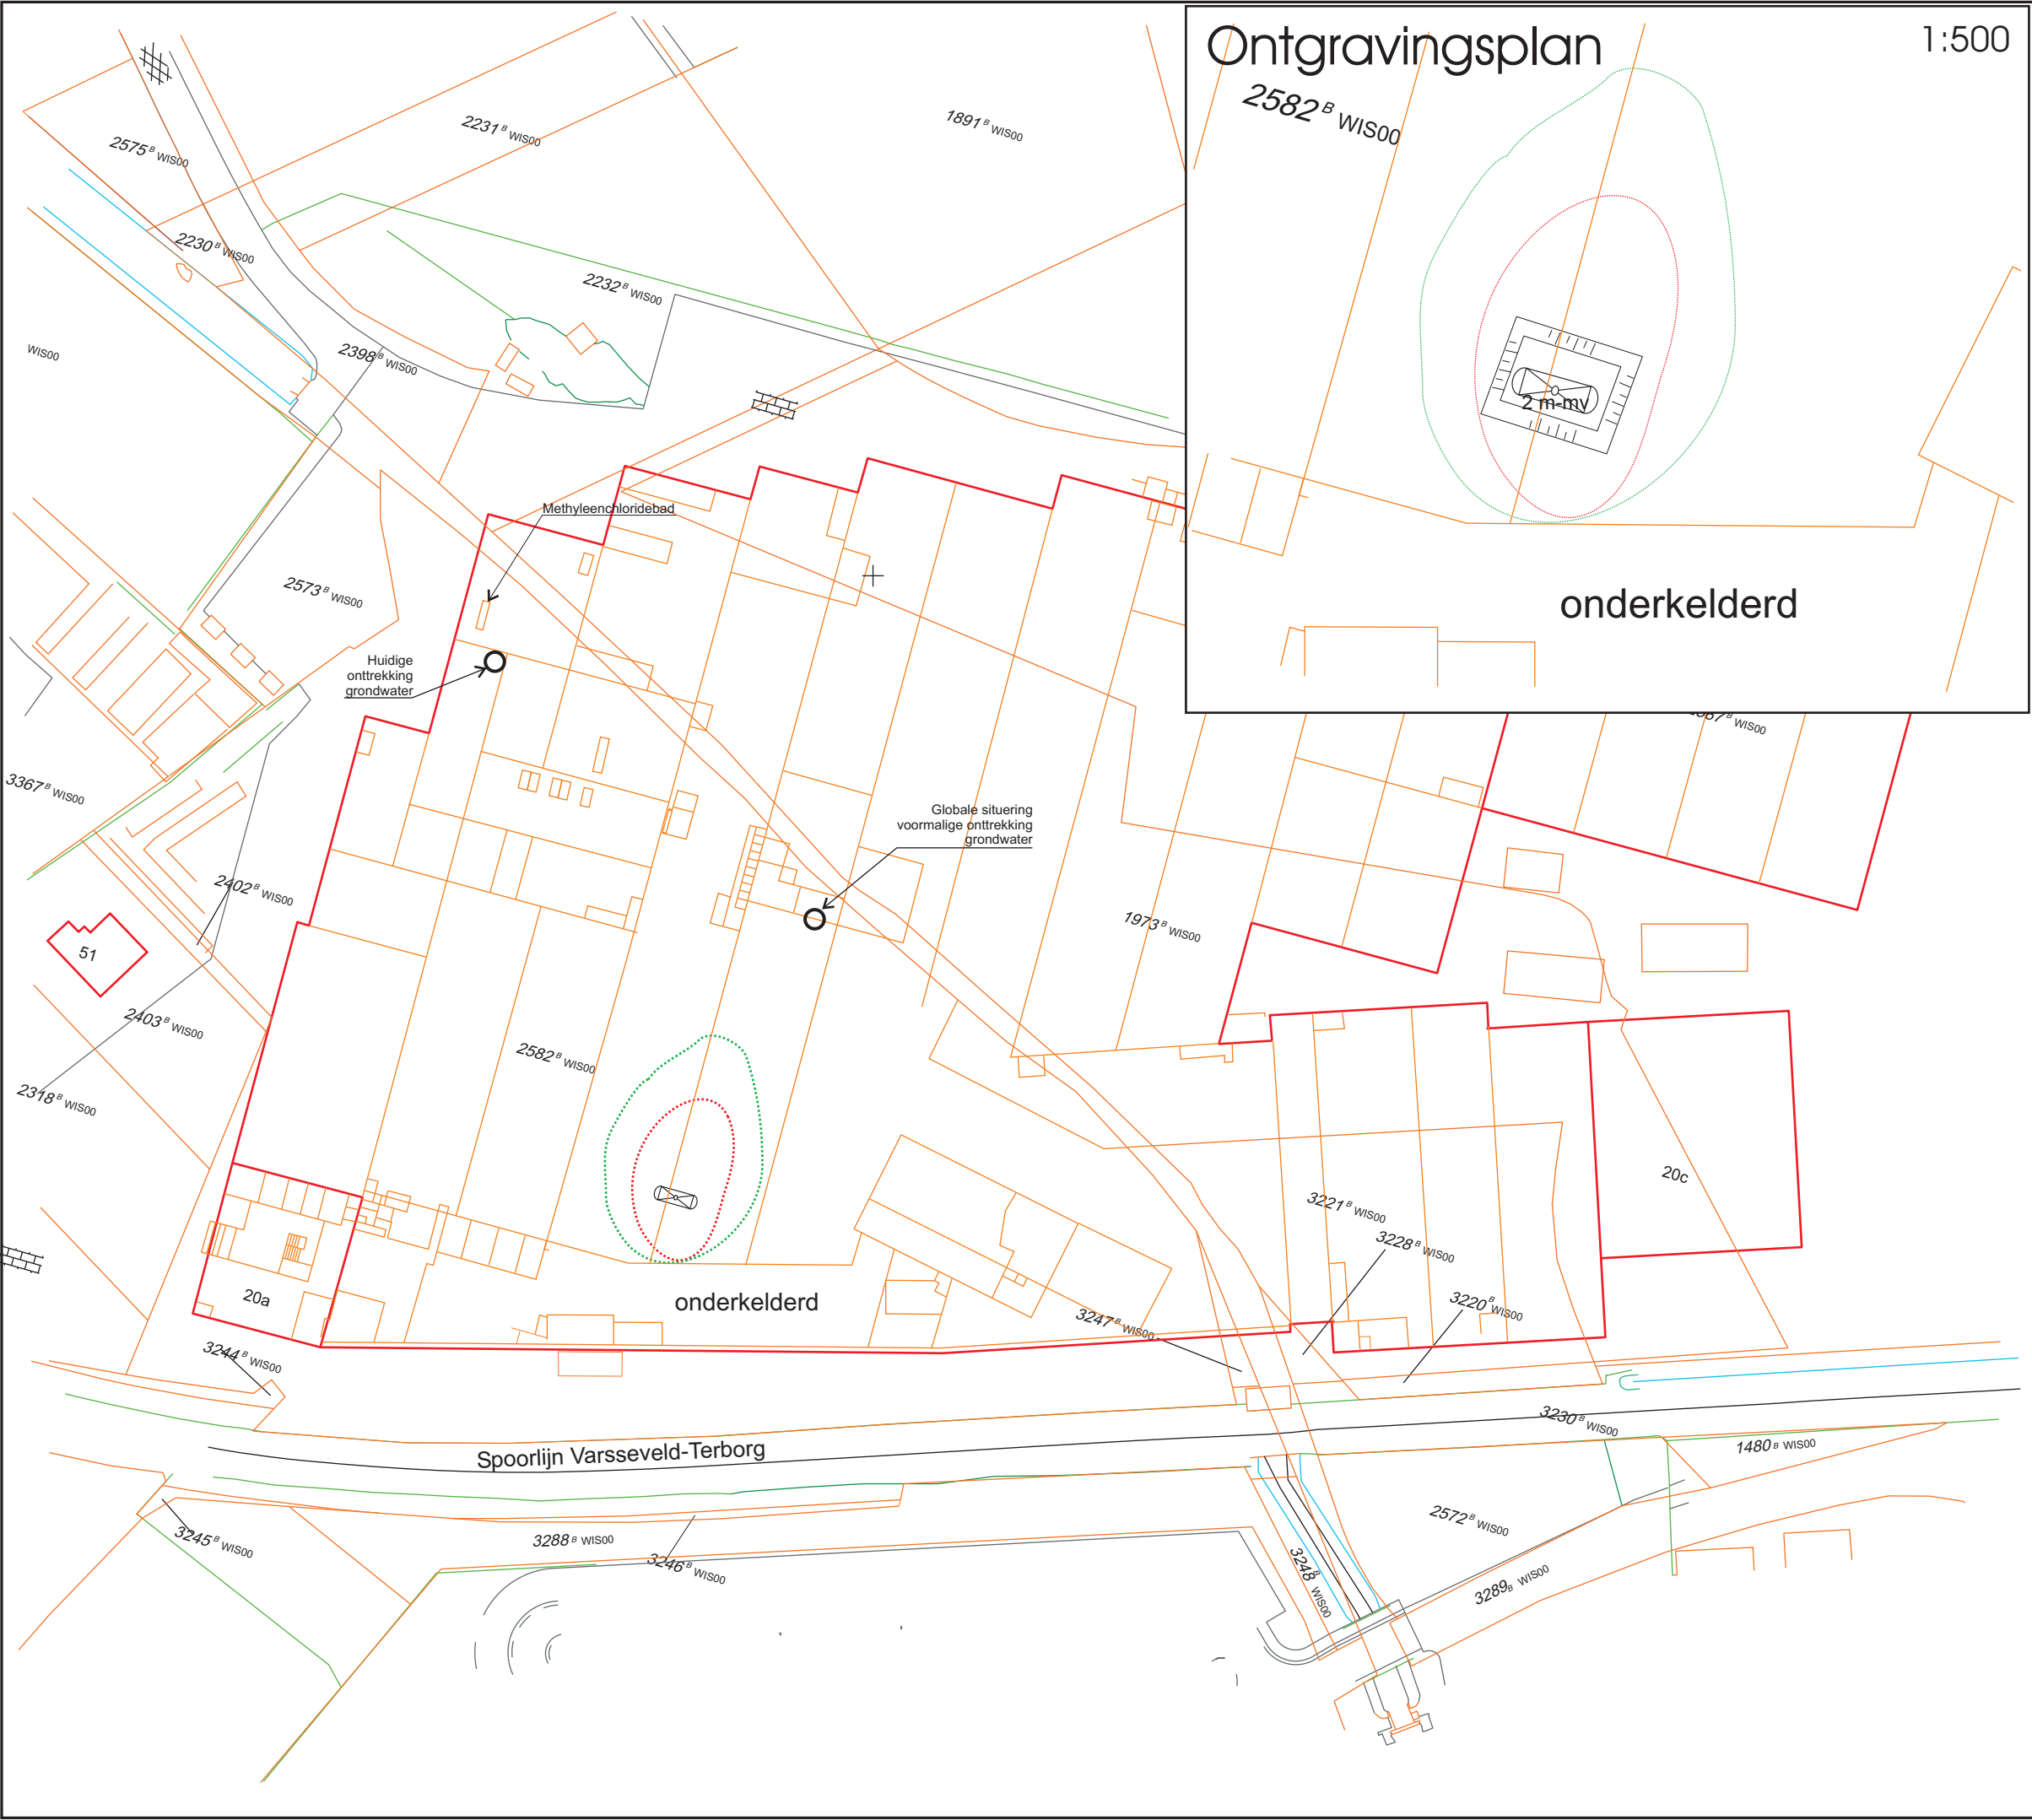 Ontgravingsplan
1:500
2582 B WIS00
2 m-mv
onderkelderd
2575 B WIS00
2231 B WIS00
1891 B WIS00
2230 B WIS00
2232 B WIS00
WIS00
2398 B WIS00
Methyleenchloridebad
2573 B WIS00
Huidige
onttrekking
grondwater
3367 B WIS00
Globale situering
voormalige onttrekking
grondwater
2402 B WIS00
1973 B WIS00
51
2403 B WIS00
2582 B WIS00
2318 B WIS00
20c
3221 B WIS00
3228 B WIS00
20a
onderkelderd
3247 B WIS00
3220 B WIS00
3244 B WIS00
3230 B WIS00
Spoorlijn Varsseveld-Terborg
1480 B WIS00
2572 B WIS00
3245 B WIS00
3288 B WIS00
3246 B WIS00
3248 B WIS00
3289 B WIS00